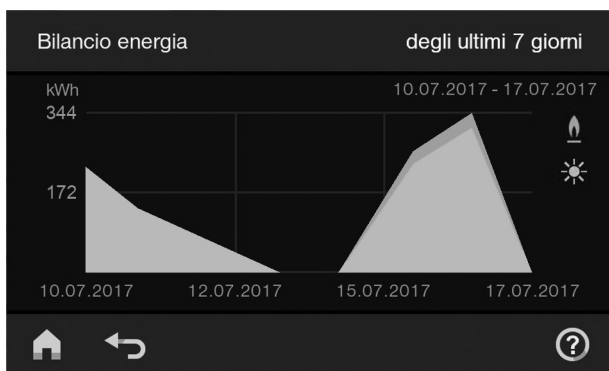 Bilancio energia degli ultimi 7 giorni
kWh 10.07.2017 - 17.07.2017
344
172
10.07.2017 12.07.2017 15.07.2017 17.07.2017
?